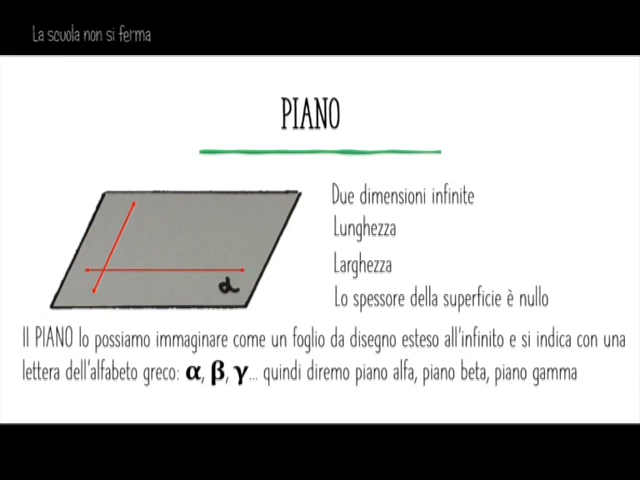 La scuola non si ferma
PIANO
Due dimensioni infinite
Lunghezza
Larghezza
Lo spessore della superficie è nullo
α
Il PIANO lo possiamo immaginare come un foglio da disegno esteso all'infinito e si indica con una
lettera dell'alfabeto greco: α, β, γ... quindi diremo piano alfa, piano beta, piano gamma